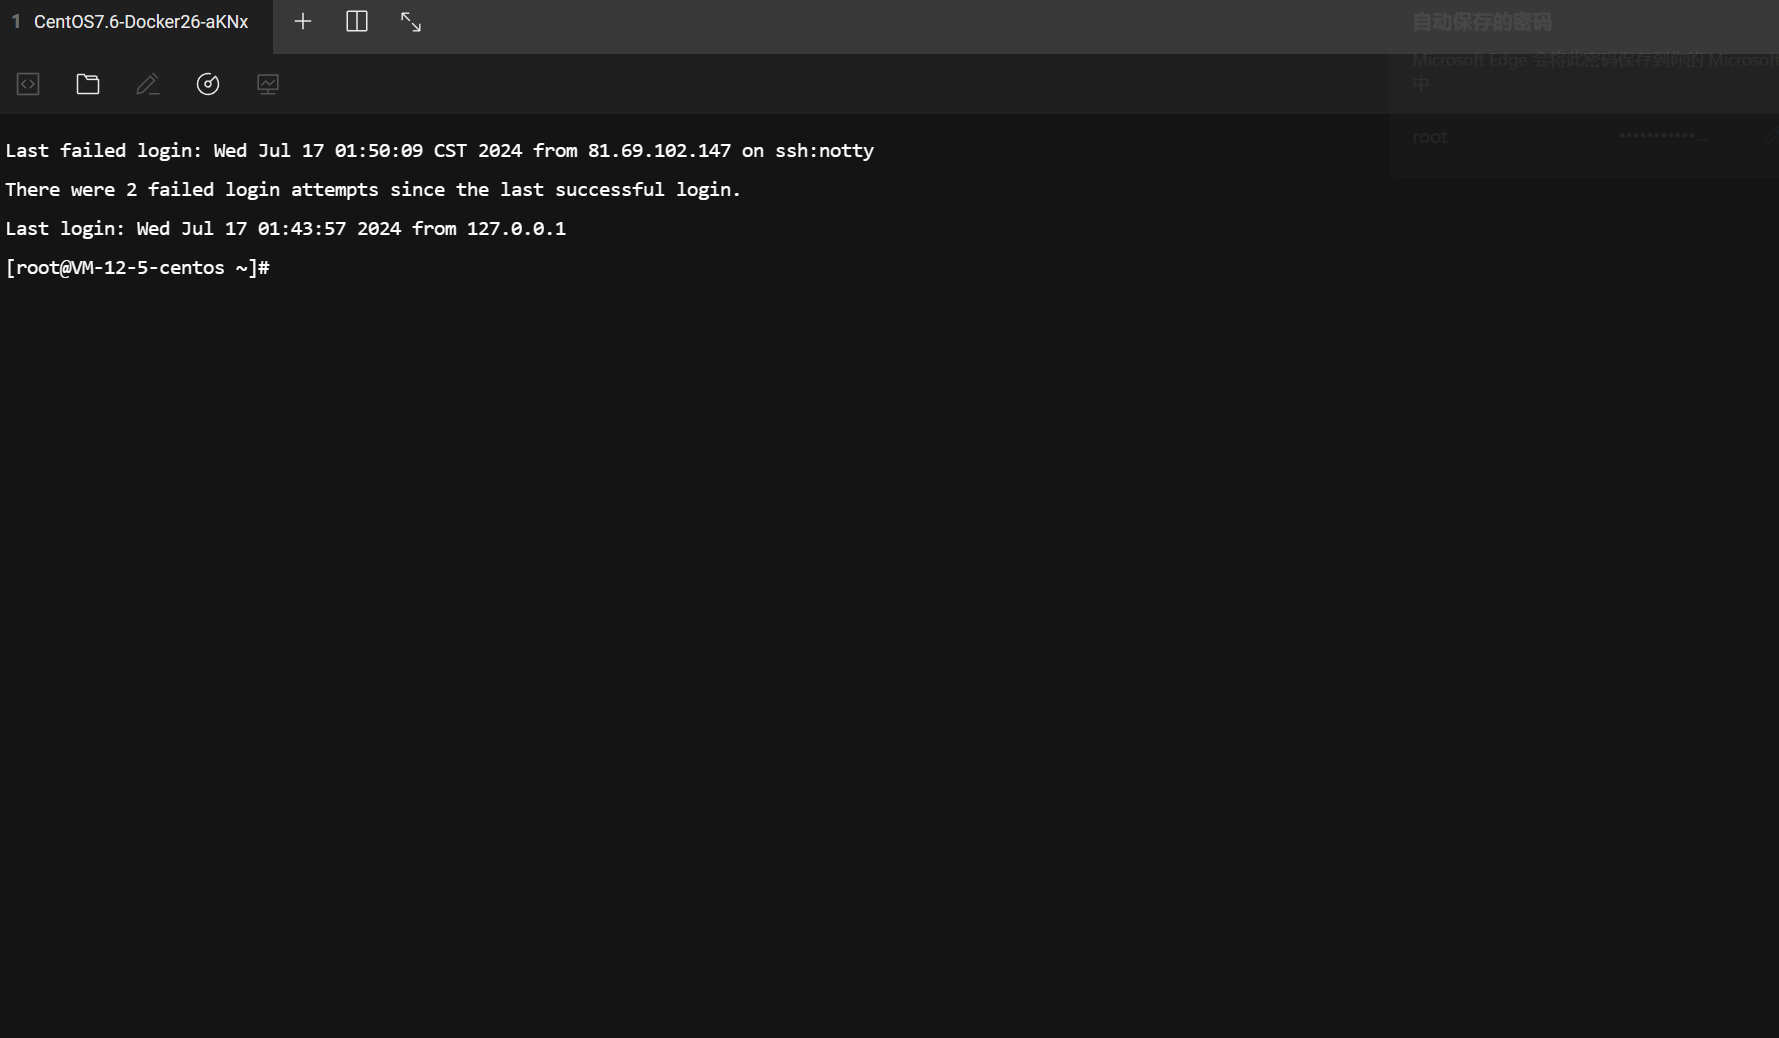 1 CentOS7.6-Docker26-aKNx
自动保存的密码
Microsoft Edge 会将此密码保存到你的 Microsoft
中
root ••••••••••••...
Last failed login: Wed Jul 17 01:50:09 CST 2024 from 81.69.102.147 on ssh:notty
There were 2 failed login attempts since the last successful login.
Last login: Wed Jul 17 01:43:57 2024 from 127.0.0.1
[root@VM-12-5-centos ~]#